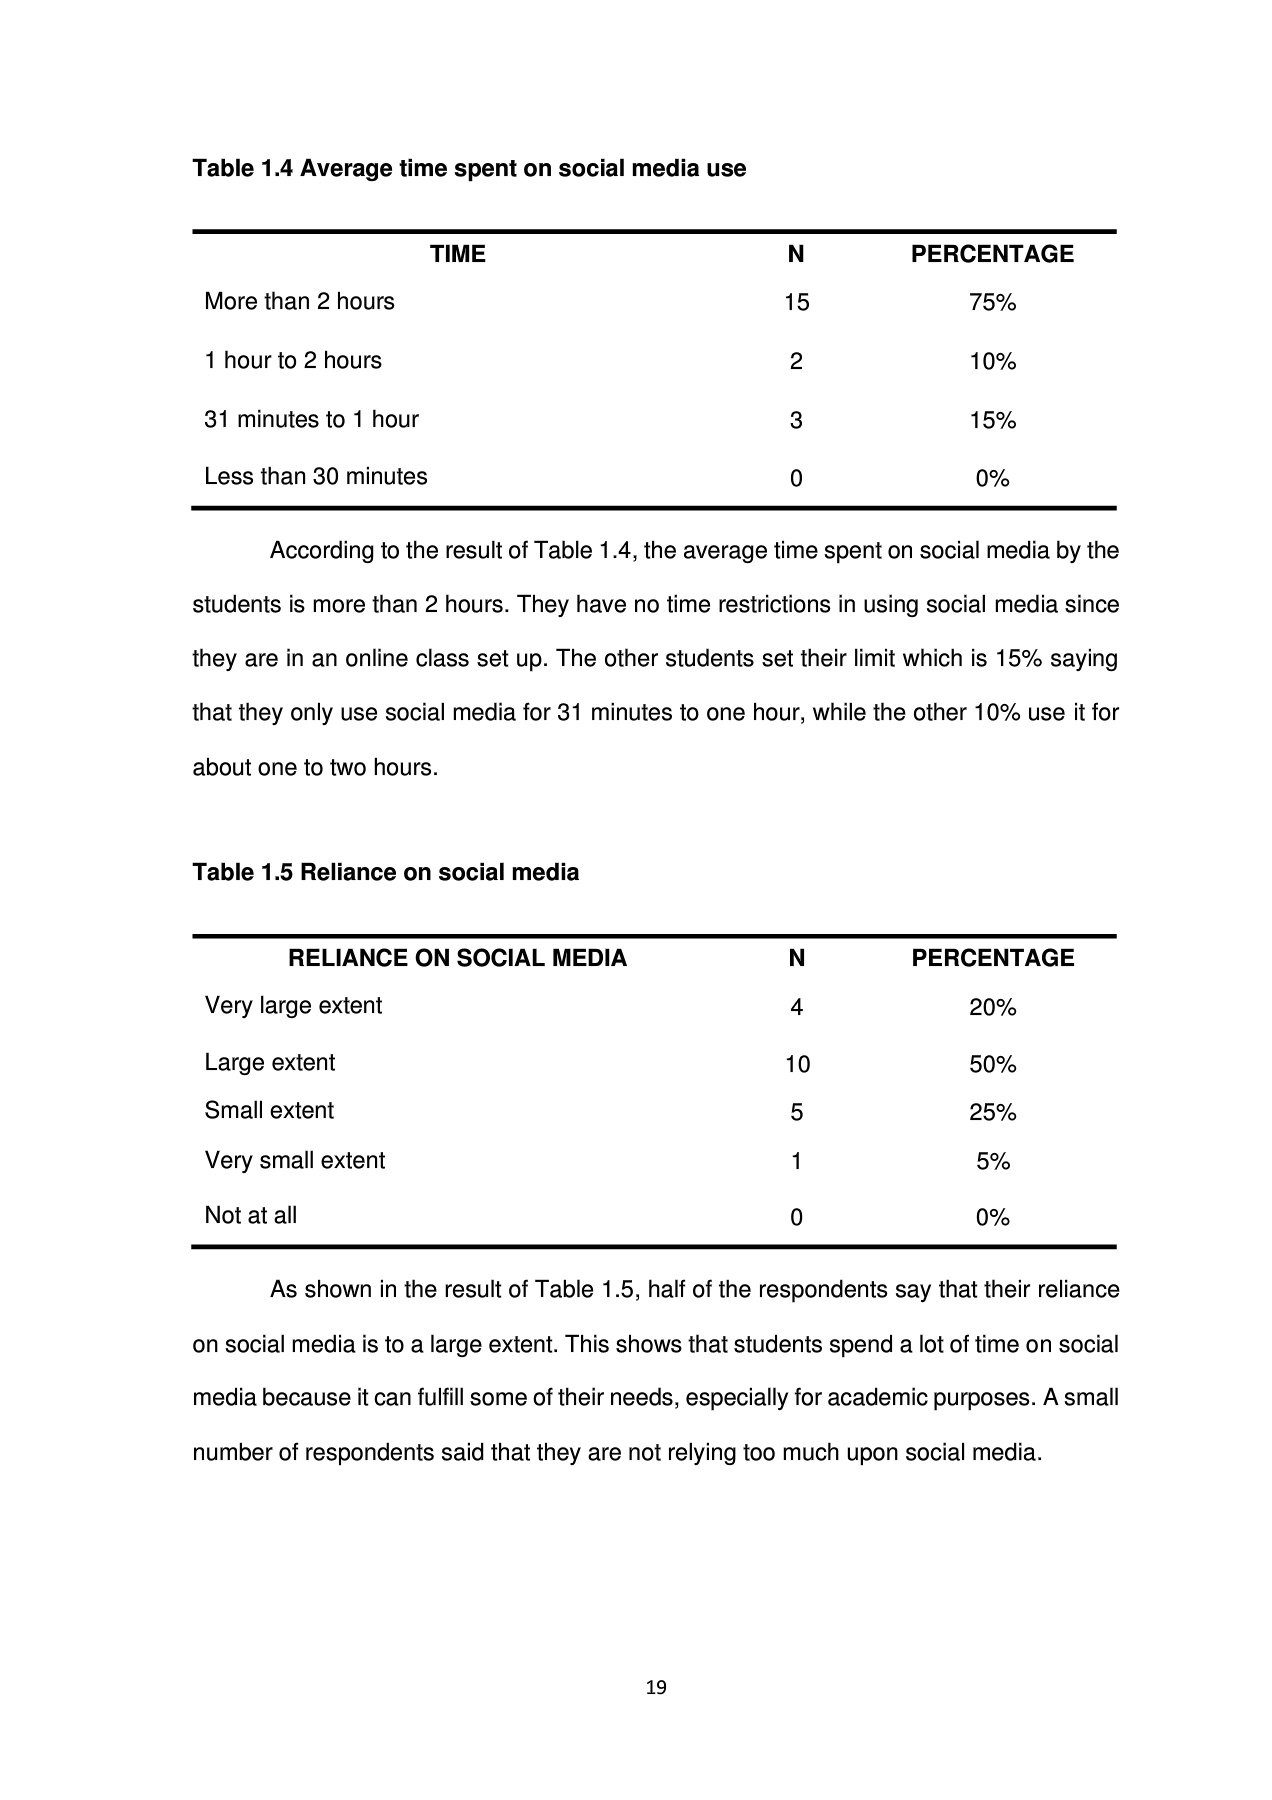 Table 1.4 Average time spent on social media use
TIME N PERCENTAGE
More than 2 hours 15 75%
1 hour to 2 hours 2 10%
31 minutes to 1 hour 3 15%
Less than 30 minutes 0 0%
According to the result of Table 1.4, the average time spent on social media by the
students is more than 2 hours. They have no time restrictions in using social media since
they are in an online class set up. The other students set their limit which is 15% saying
that they only use social media for 31 minutes to one hour, while the other 10% use it for
about one to two hours.
Table 1.5 Reliance on social media
RELIANCE ON SOCIAL MEDIA N PERCENTAGE
Very large extent 4 20%
Large extent 10 50%
Small extent 5 25%
Very small extent 1 5%
Not at all 0 0%
As shown in the result of Table 1.5, half of the respondents say that their reliance
on social media is to a large extent. This shows that students spend a lot of time on social
media because it can fulfill some of their needs, especially for academic purposes. A small
number of respondents said that they are not relying too much upon social media.
19